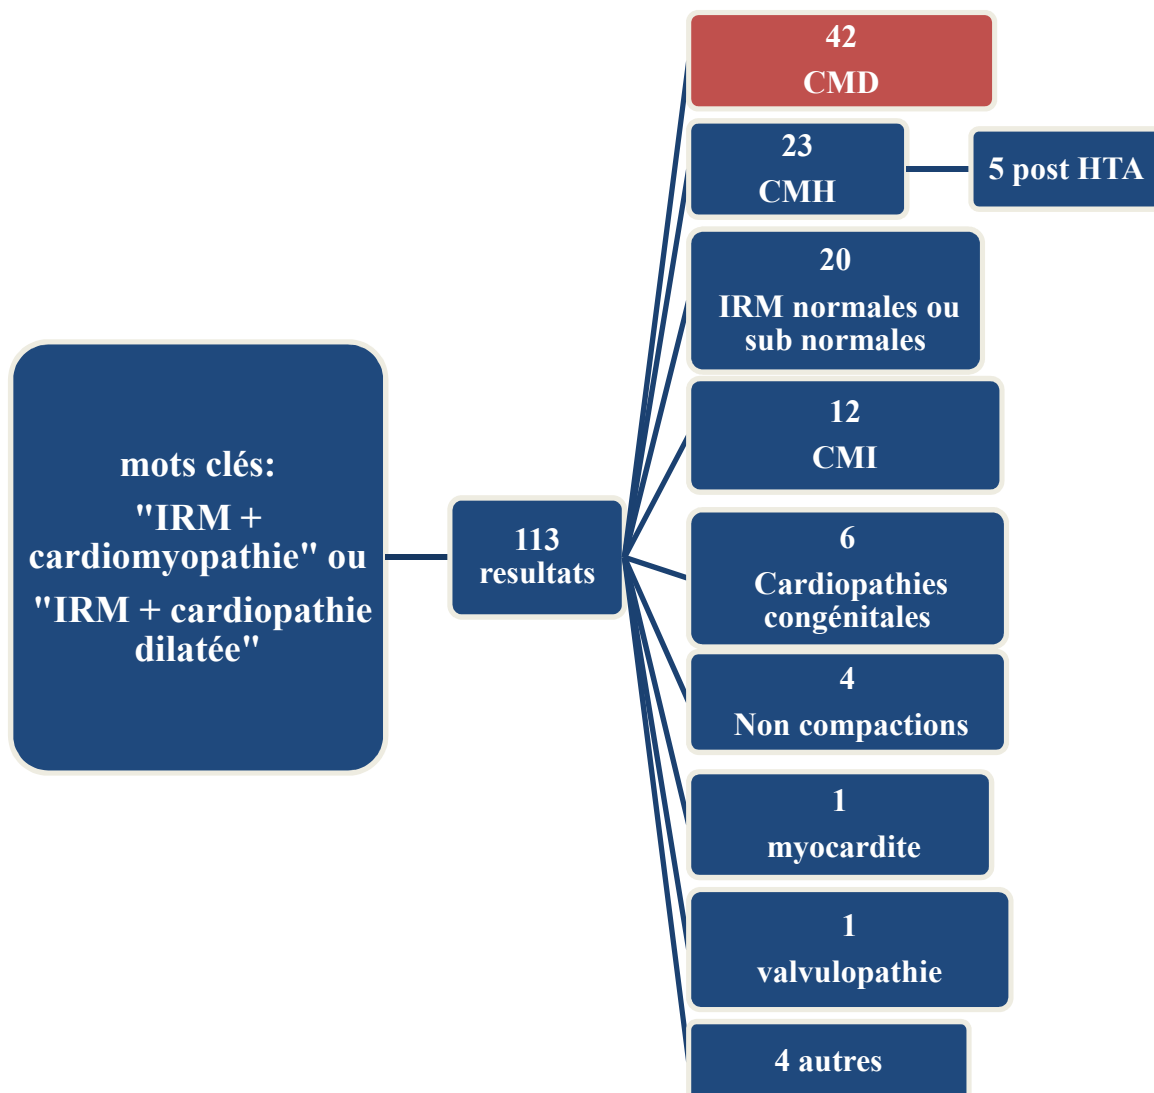 mots clés:
"IRM +
cardiomyopathie" ou
"IRM + cardiopathie
dilatée"
113
resultats
42
CMD
23
CMH
5 post HTA
20
IRM normales ou
sub normales
12
CMI
6
Cardiopathies
congénitales
4
Non compactions
1
myocardite
1
valvulopathie
4 autres